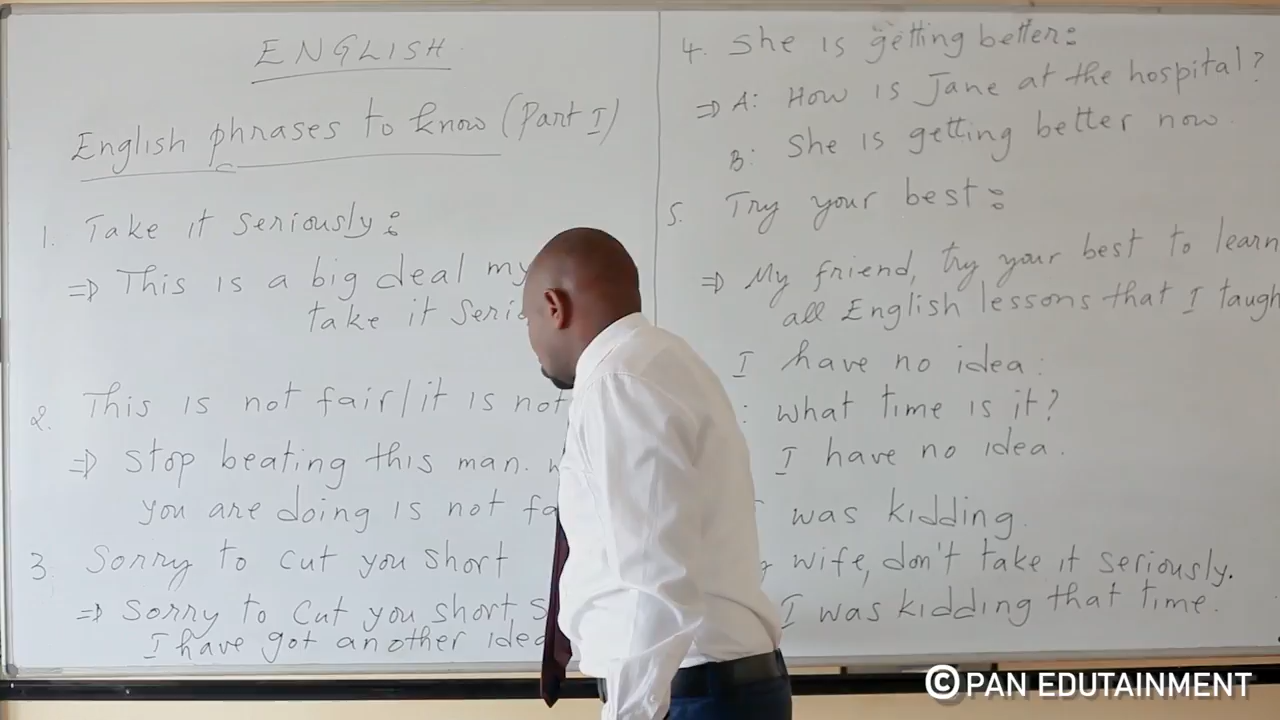 ENGLISH
English phrases to know (Part I)
1. Take it seriously:
⇒ This is a big deal my
take it
2. This is not fair/it is not
⇒ Stop beating this man.
you are doing is not
3. Sorry to cut you short
⇒ Sorry to cut you short,
I have got another idea
4. She is getting better:
⇒ A: How is Jane at the hospital?
B: She is getting better now.
5. Try your best:
⇒ My friend, try your best to learn
all English lessons that I
I have no idea:
: what time is it?
I have no idea.
was kidding.
wife, don't take it seriously.
I was kidding that time.
© PAN EDUTAINMENT